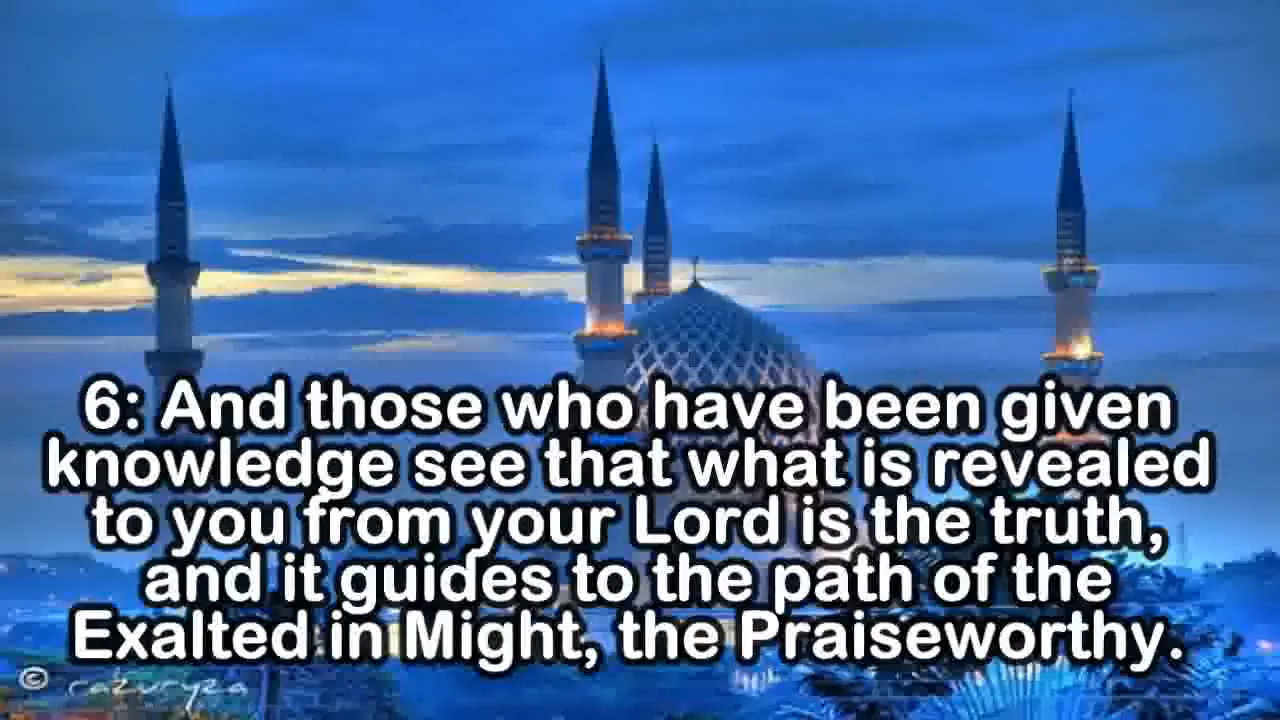 6: And those who have been given
knowledge see that what is revealed
to you from your Lord is the truth,
and it guides to the path of the
Exalted in Might, the Praiseworthy.
© razuryza